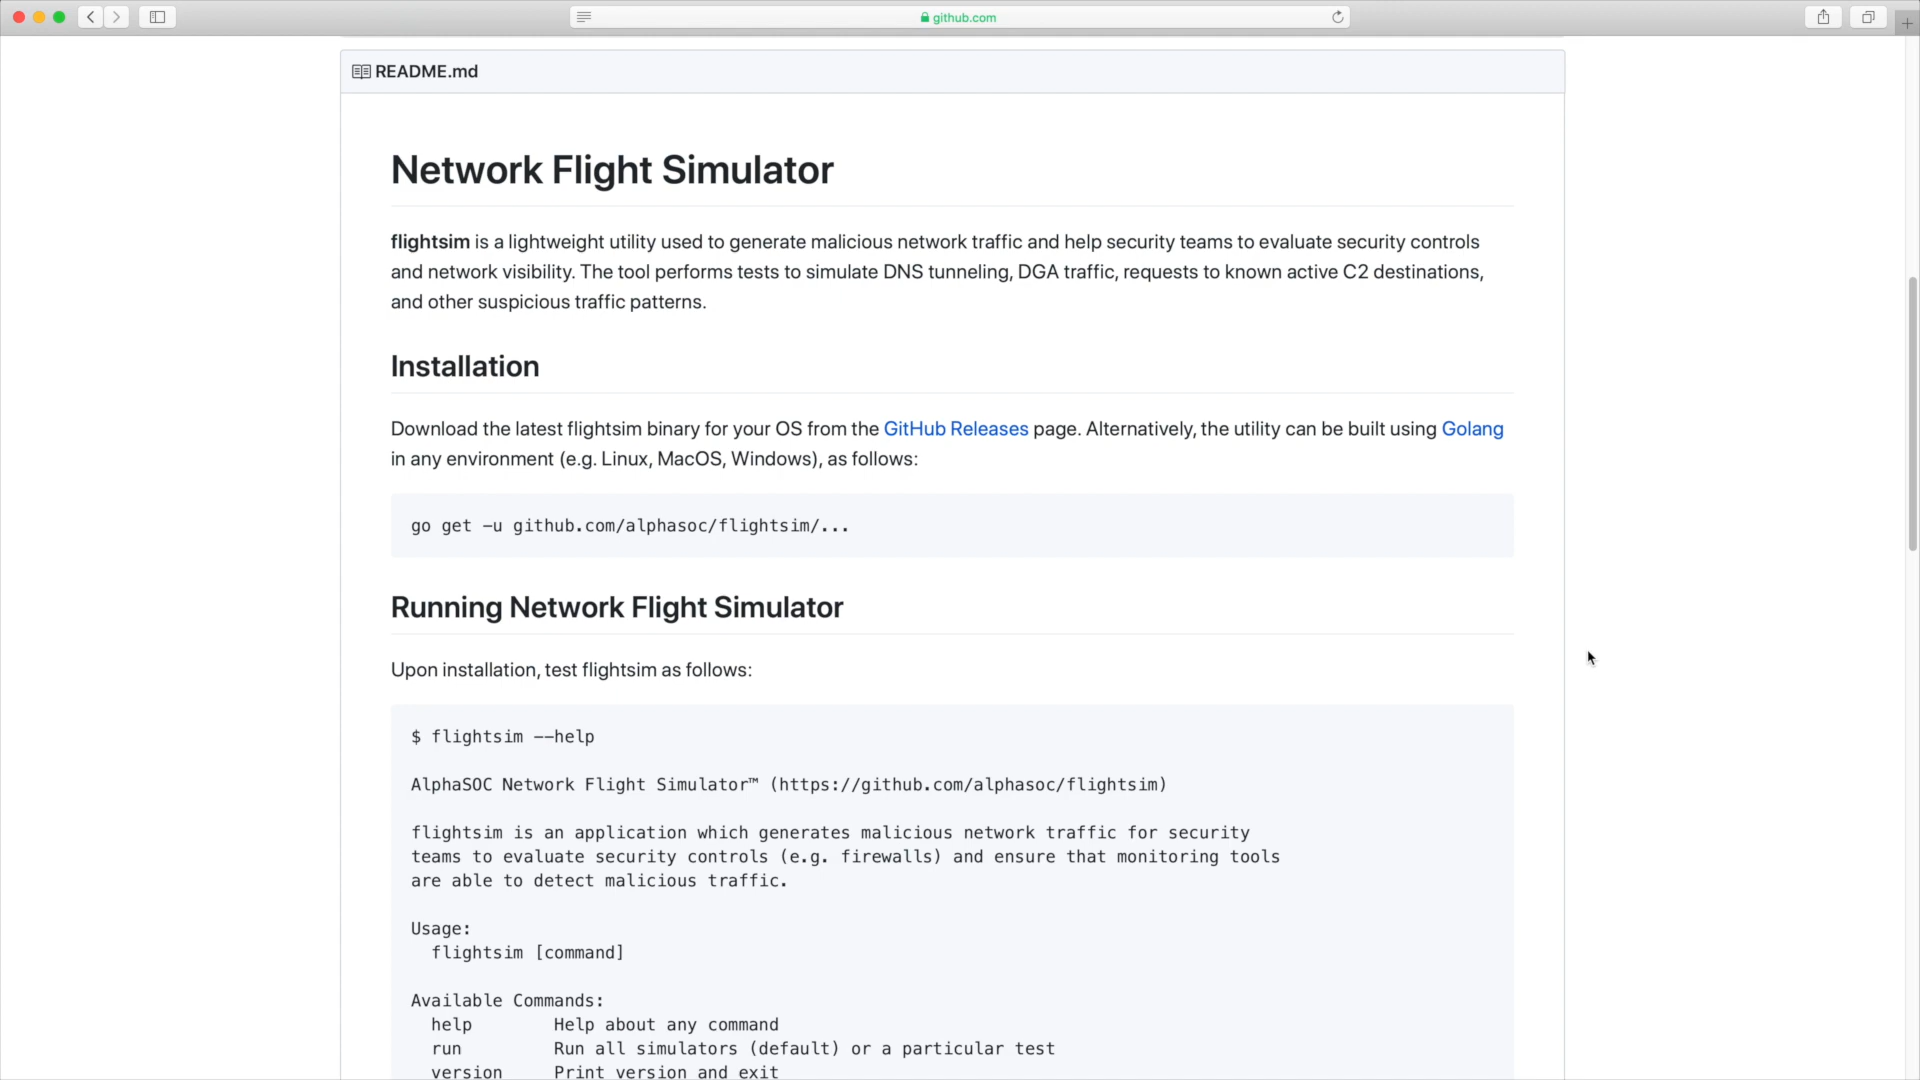 github.com
README.md
Network Flight Simulator
flightsim is a lightweight utility used to generate malicious network traffic and help security teams to evaluate security controls
and network visibility. The tool performs tests to simulate DNS tunneling, DGA traffic, requests to known active C2 destinations,
and other suspicious traffic patterns.
Installation
Download the latest flightsim binary for your OS from the GitHub Releases page. Alternatively, the utility can be built using Golang
in any environment (e.g. Linux, MacOS, Windows), as follows:
go get -u github.com/alphasoc/flightsim/...
Running Network Flight Simulator
Upon installation, test flightsim as follows:
$ flightsim --help
AlphaSOC Network Flight Simulator™ (https://github.com/alphasoc/flightsim)
flightsim is an application which generates malicious network traffic for security
teams to evaluate security controls (e.g. firewalls) and ensure that monitoring tools
are able to detect malicious traffic.
Usage:
flightsim [command]
Available Commands:
help Help about any command
run Run all simulators (default) or a particular test
version Print version and exit